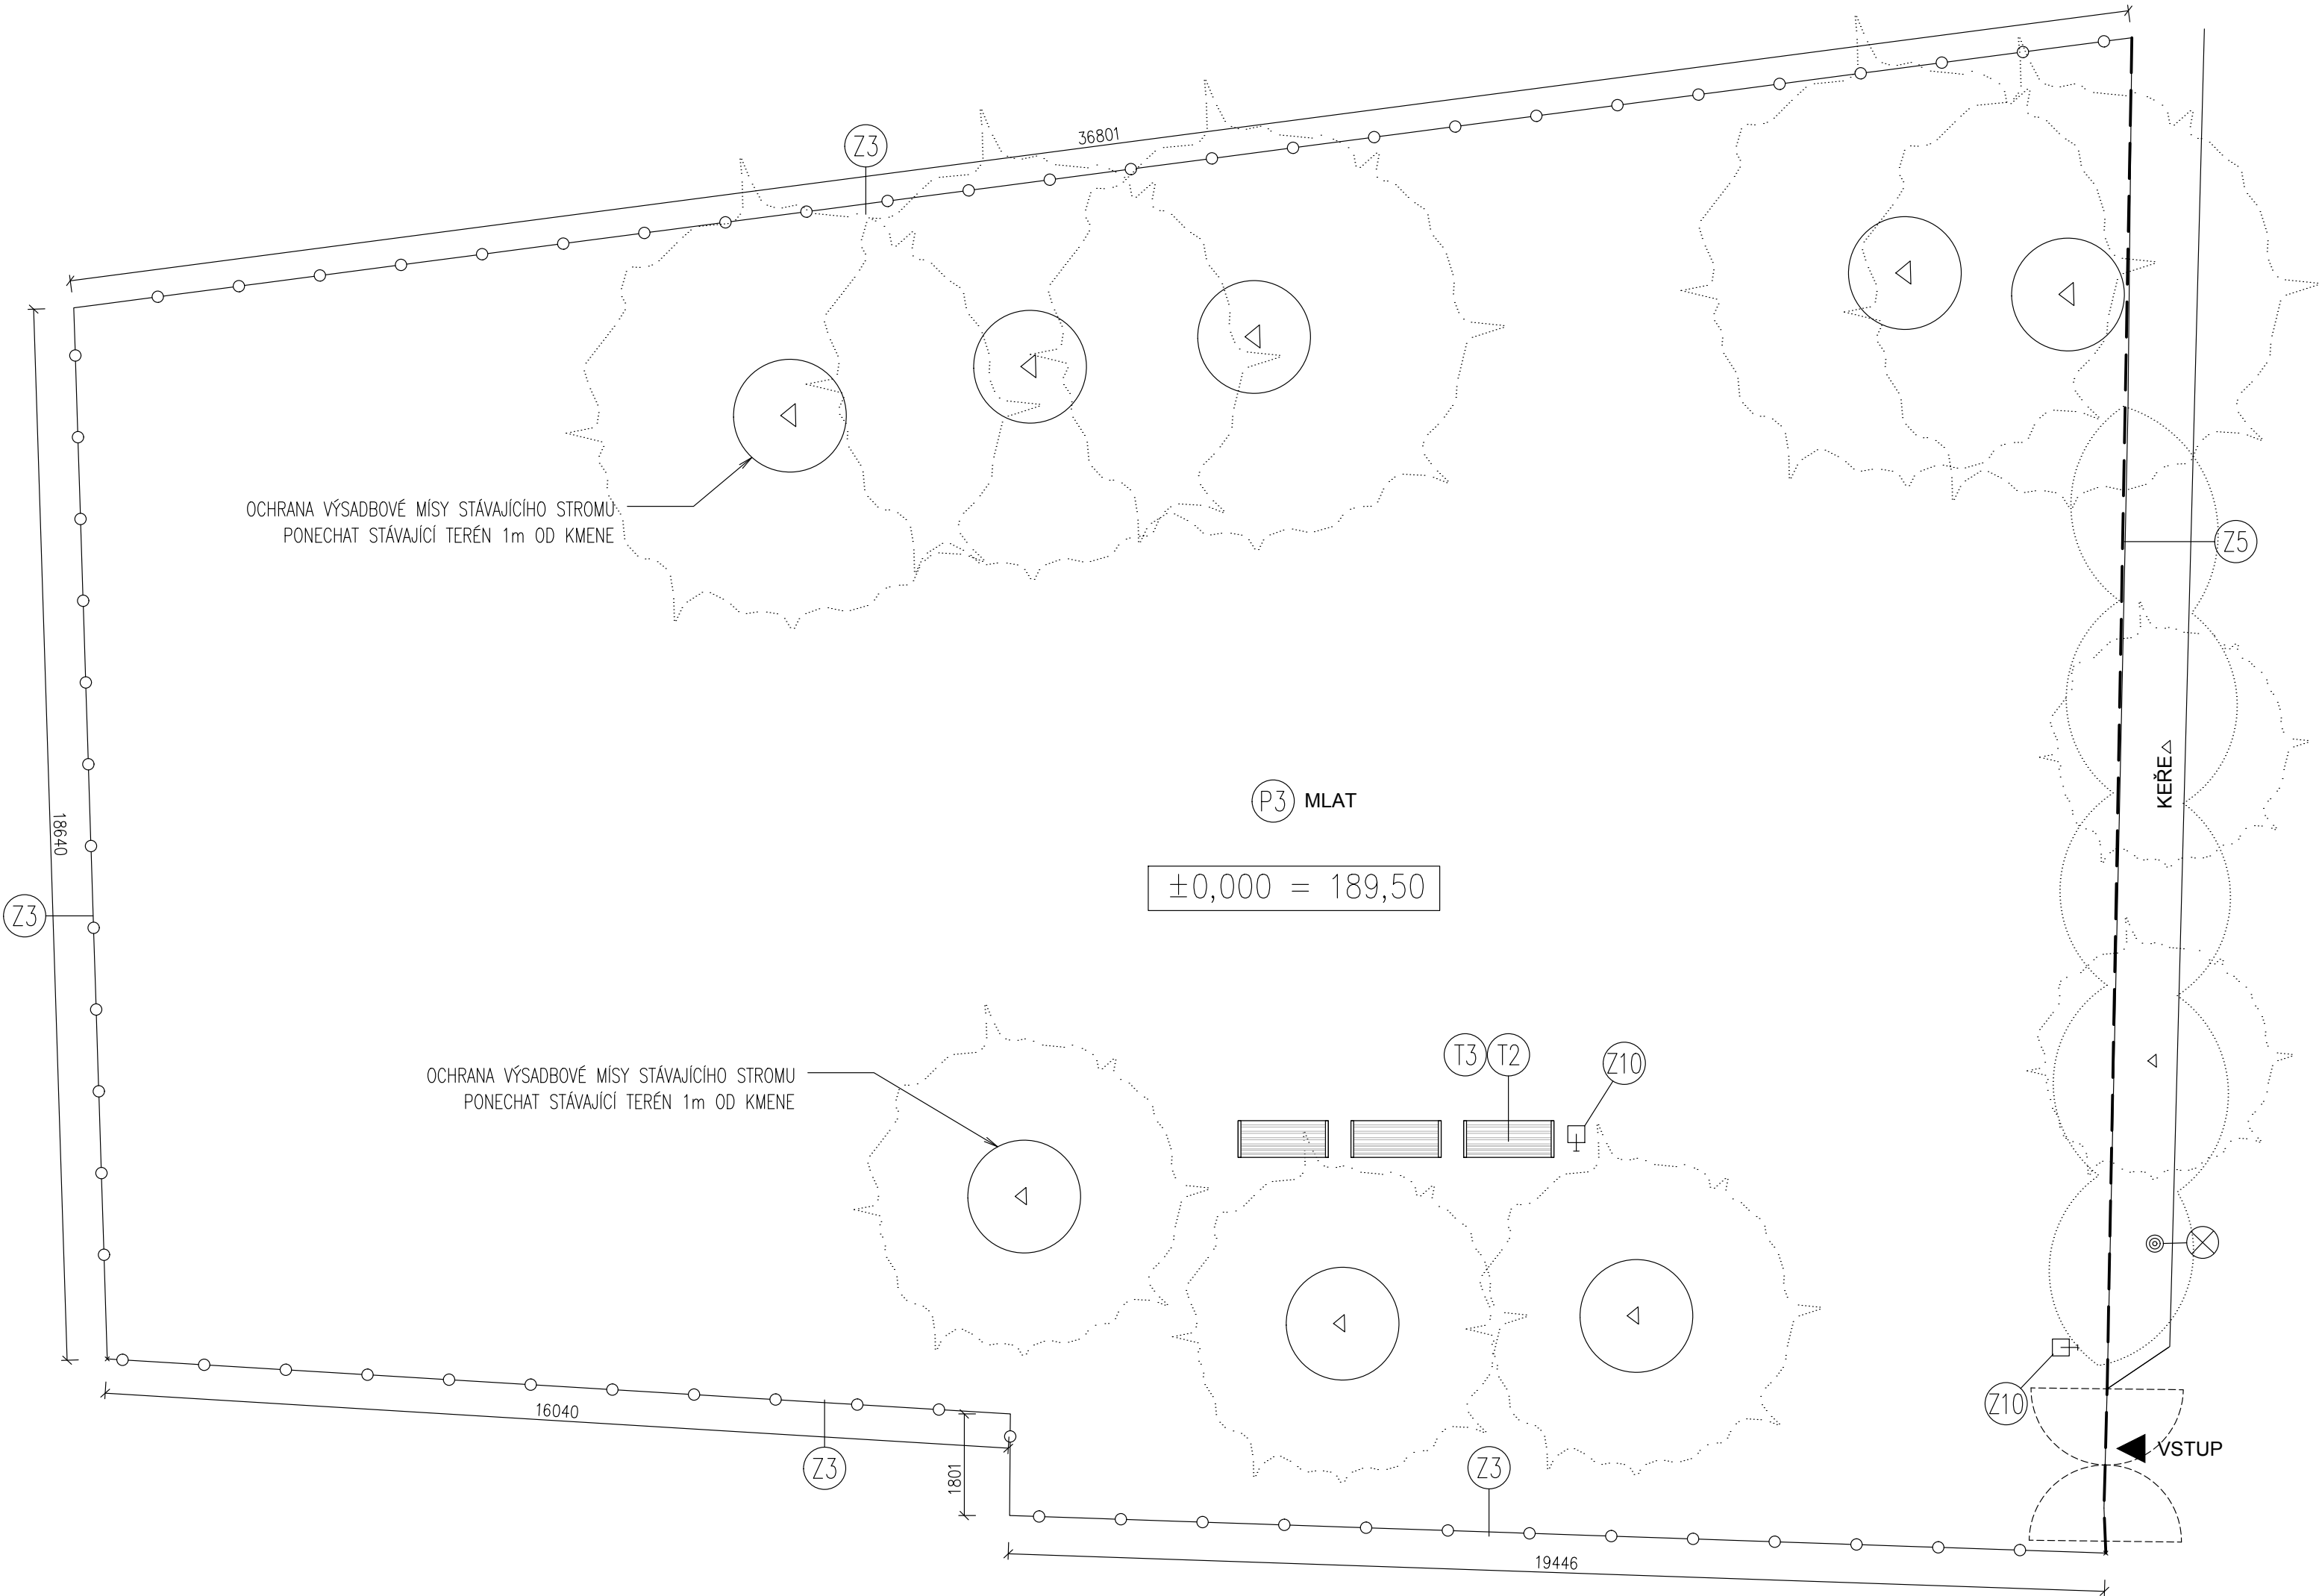 36801
Z3
OCHRANA VÝSADBOVÉ MÍSY STÁVAJÍCÍHO STROMU
PONECHAT STÁVAJÍCÍ TERÉN 1m OD KMENE
Z5
18640
KEŘE
P3 MLAT
±0,000 = 189,50
Z3
T3 T2
Z10
OCHRANA VÝSADBOVÉ MÍSY STÁVAJÍCÍHO STROMU
PONECHAT STÁVAJÍCÍ TERÉN 1m OD KMENE
16040
Z10
Z3
1801
Z3
VSTUP
19446